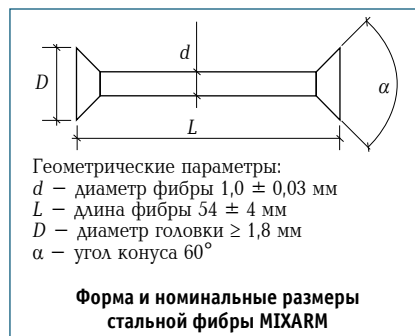 d
D
α
L
Геометрические параметры:
d — диаметр фибры 1,0 ± 0,03 мм
L — длина фибры 54 ± 4 мм
D — диаметр головки ≥ 1,8 мм
α — угол конуса 60°
Форма и номинальные размеры
стальной фибры MIXARM